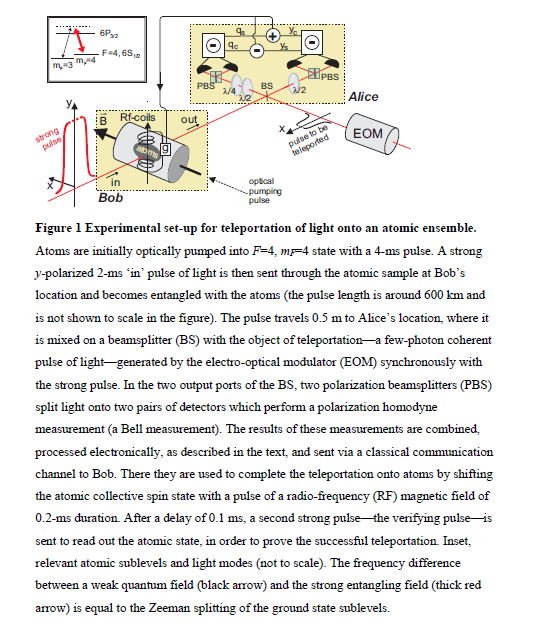 6P3/2
F=4, 6S1/2
mF=3 mF=4
qs
qc
yc
ys
PBS
λ/4
λ/2
BS
λ/2
PBS
Alice
y
B
Rf-coils
out
strong
pulse
atoms
g
x
pulse to be
teleported
EOM
x
in
Bob
optical
pumping
pulse
Figure 1 Experimental set-up for teleportation of light onto an atomic ensemble.
Atoms are initially optically pumped into F=4, mF=4 state with a 4-ms pulse. A strong
y-polarized 2-ms ‘in’ pulse of light is then sent through the atomic sample at Bob’s
location and becomes entangled with the atoms (the pulse length is around 600 km and
is not shown to scale in the figure). The pulse travels 0.5 m to Alice’s location, where it
is mixed on a beamsplitter (BS) with the object of teleportation—a few-photon coherent
pulse of light—generated by the electro-optical modulator (EOM) synchronously with
the strong pulse. In the two output ports of the BS, two polarization beamsplitters (PBS)
split light onto two pairs of detectors which perform a polarization homodyne
measurement (a Bell measurement). The results of these measurements are combined,
processed electronically, as described in the text, and sent via a classical communication
channel to Bob. There they are used to complete the teleportation onto atoms by shifting
the atomic collective spin state with a pulse of a radio-frequency (RF) magnetic field of
0.2-ms duration. After a delay of 0.1 ms, a second strong pulse—the verifying pulse—is
sent to read out the atomic state, in order to prove the successful teleportation. Inset,
relevant atomic sublevels and light modes (not to scale). The frequency difference
between a weak quantum field (black arrow) and the strong entangling field (thick red
arrow) is equal to the Zeeman splitting of the ground state sublevels.